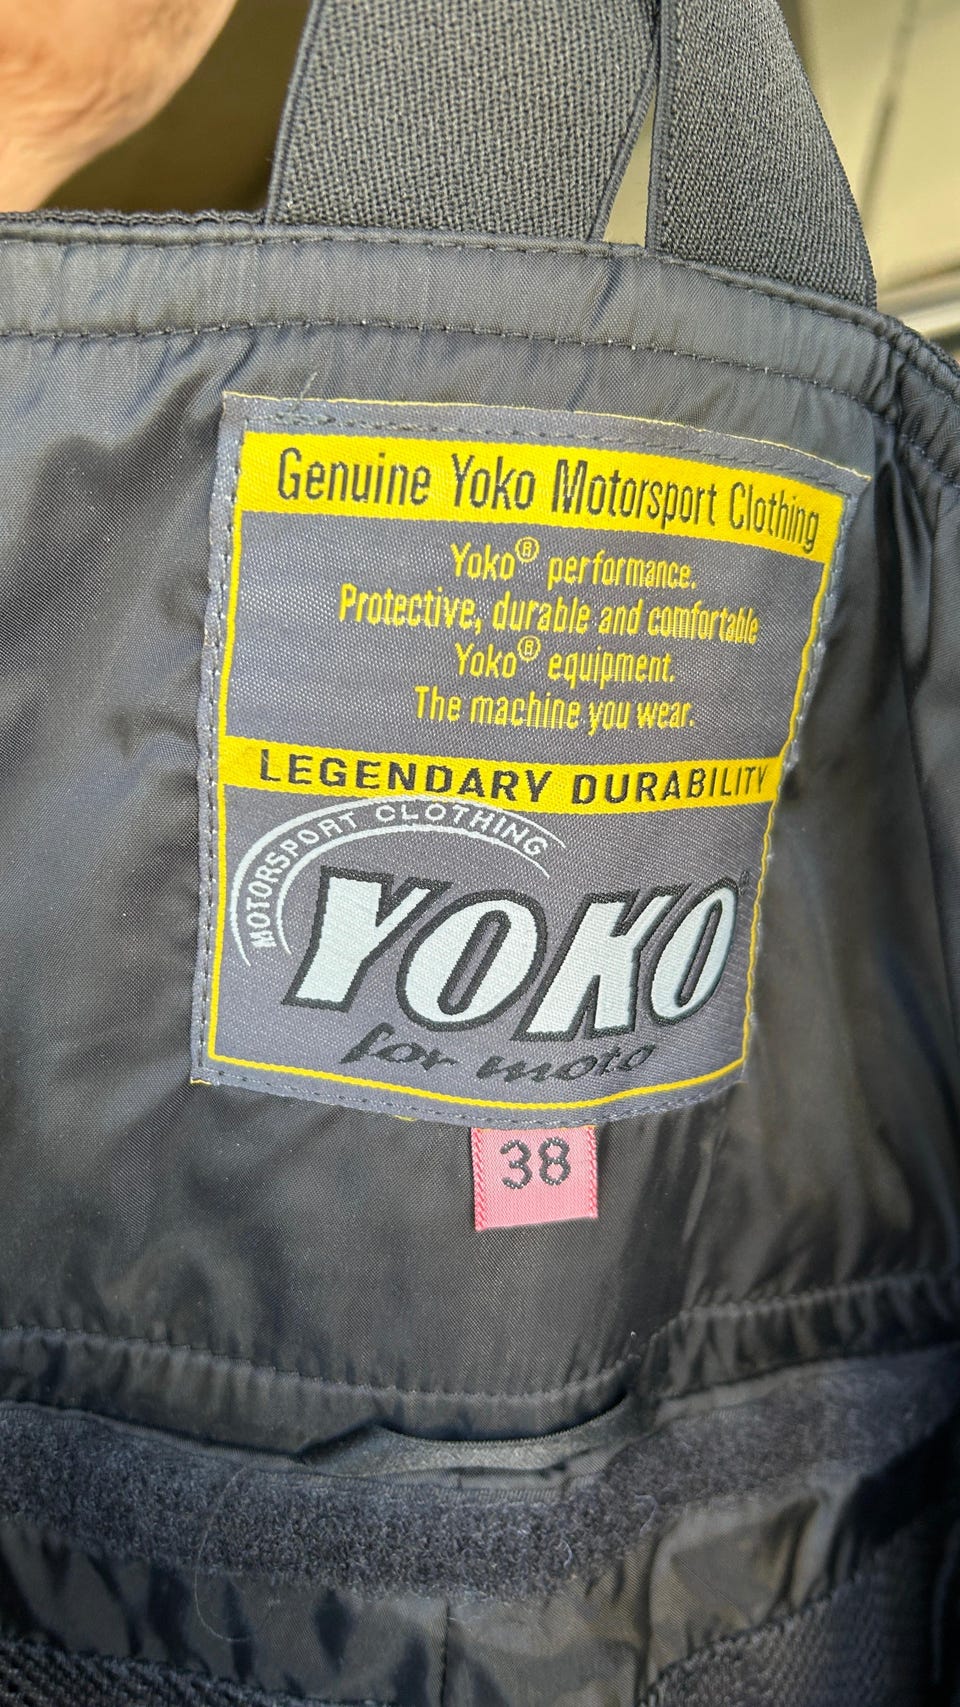 Genuine Yoko Motorsport Clothing
Yoko® performance.
Protective, durable and comfortable
Yoko® equipment.
The machine you wear.
LEGENDARY DURABILITY
MOTORSPORT CLOTHING
YOKO®
for moto
38